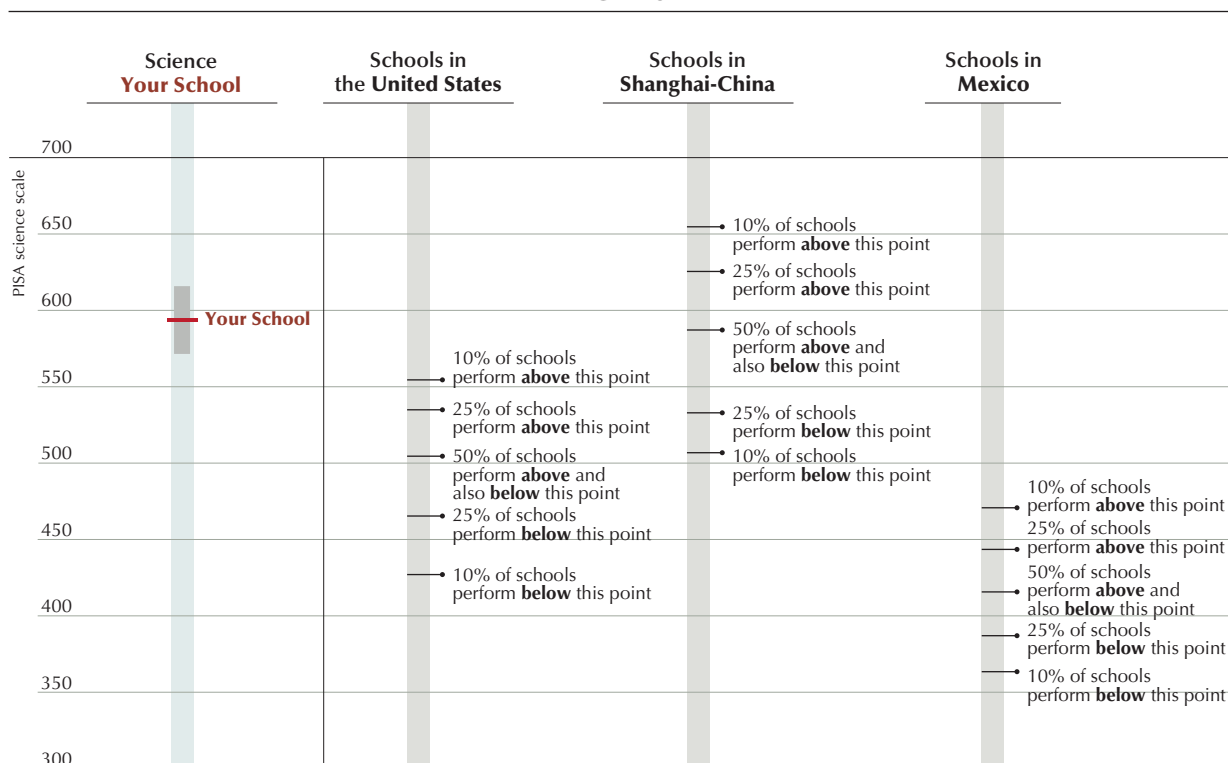 Science
Your School
Schools in
the United States
Schools in
Shanghai-China
Schools in
Mexico
PISA science scale
700
650
600
550
500
450
400
350
300
Your School
10% of schools
perform above this point
25% of schools
perform above this point
50% of schools
perform above and
also below this point
25% of schools
perform below this point
10% of schools
perform below this point
10% of schools
perform above this point
25% of schools
perform above this point
50% of schools
perform above and
also below this point
25% of schools
perform below this point
10% of schools
perform below this point
10% of schools
perform above this point
25% of schools
perform above this point
50% of schools
perform above and
also below this point
25% of schools
perform below this point
10% of schools
perform below this point